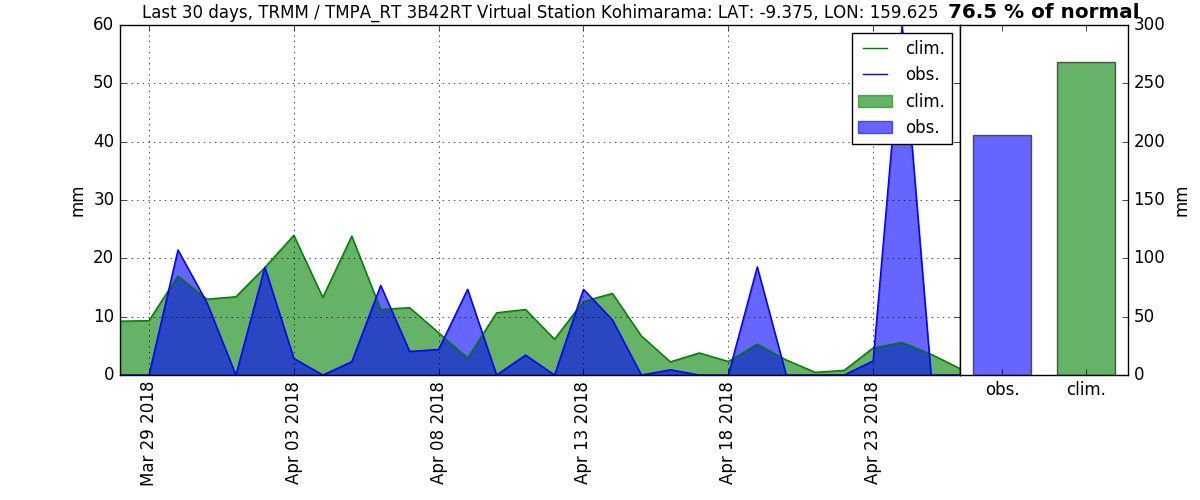 Last 30 days, TRMM / TMPA_RT 3B42RT Virtual Station Kohimarama: LAT: -9.375, LON: 159.625 76.5 % of normal
60
50
40
30
20
10
0
mm
clim.
obs.
clim.
obs.
Mar 29 2018
Apr 03 2018
Apr 08 2018
Apr 13 2018
Apr 18 2018
Apr 23 2018
300
250
200
150
100
50
0
mm
obs. clim.